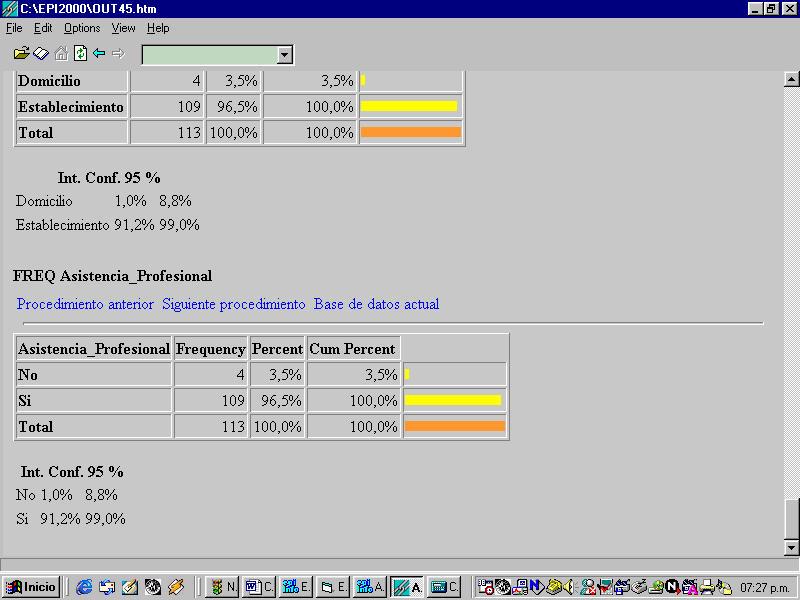 C:\EPI2000\OUT45.htm
File Edit Options View Help
Domicilio 4 3,5% 3,5%
Establecimiento 109 96,5% 100,0%
Total 113 100,0% 100,0%
Int. Conf. 95 %
Domicilio 1,0% 8,8%
Establecimiento 91,2% 99,0%
FREQ Asistencia_Profesional
Procedimiento anterior Siguiente procedimiento Base de datos actual
Asistencia_Profesional Frequency Percent Cum Percent
No 4 3,5% 3,5%
Si 109 96,5% 100,0%
Total 113 100,0% 100,0%
Int. Conf. 95 %
No 1,0% 8,8%
Si 91,2% 99,0%
Inicio N. C. E. E. A. A. C. 07:27 p.m.